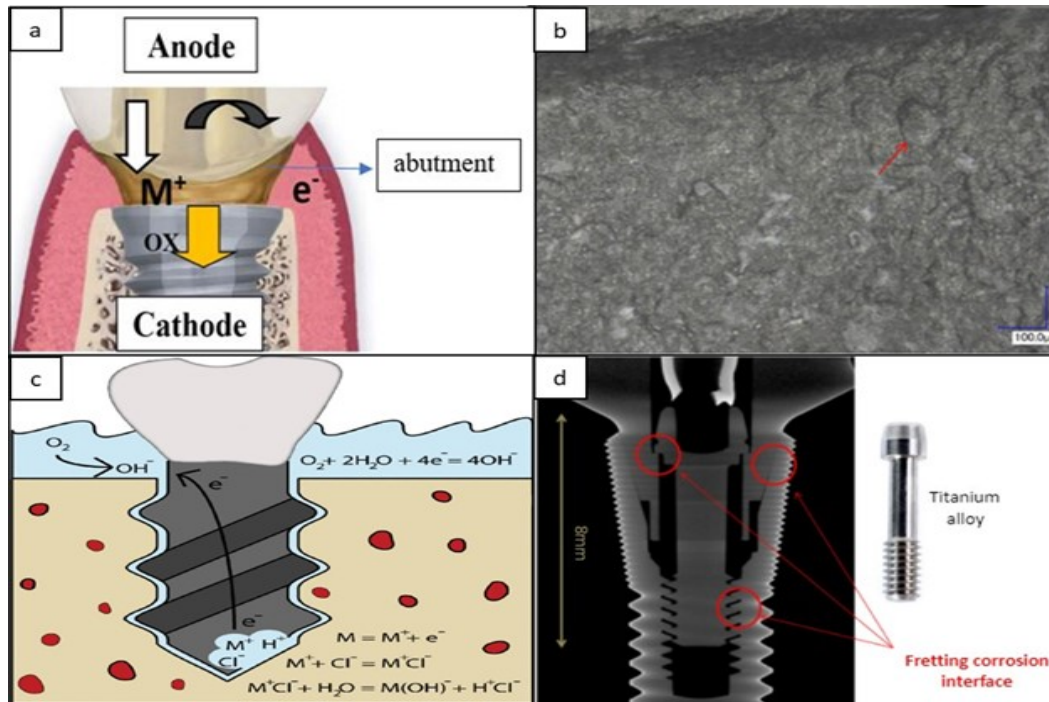 a
Anode
abutment
M⁺
e⁻
OX
Cathode
b
100.0μ
c
O₂
OH⁻
O₂+ 2H₂O + 4e⁻= 4OH⁻
e⁻
e⁻
M⁺ H⁺
Cl⁻
M = M⁺+ e⁻
M⁺+ Cl⁻= M⁺Cl⁻
M⁺Cl⁻+ H₂O = M(OH)⁻+ H⁺Cl⁻
d
8mm
Titanium
alloy
Fretting corrosion
interface